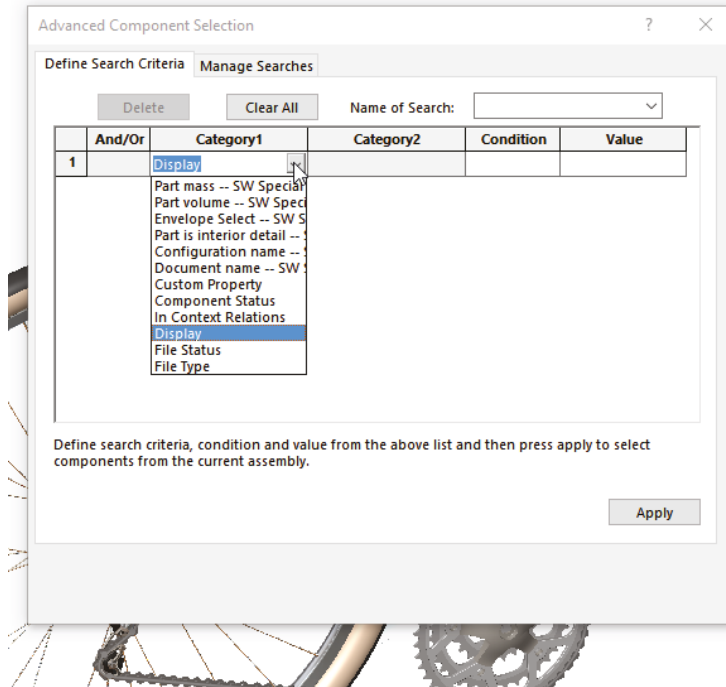 Advanced Component Selection ? ×
Define Search Criteria Manage Searches
Delete Clear All Name of Search:
And/Or Category1 Category2 Condition Value
1 Display
Part mass -- SW Special
Part volume -- SW Speci
Envelope Select -- SW S
Part is interior detail --
Configuration name --
Document name -- SW
Custom Property
Component Status
In Context Relations
Display
File Status
File Type
Define search criteria, condition and value from the above list and then press apply to select
components from the current assembly.
Apply